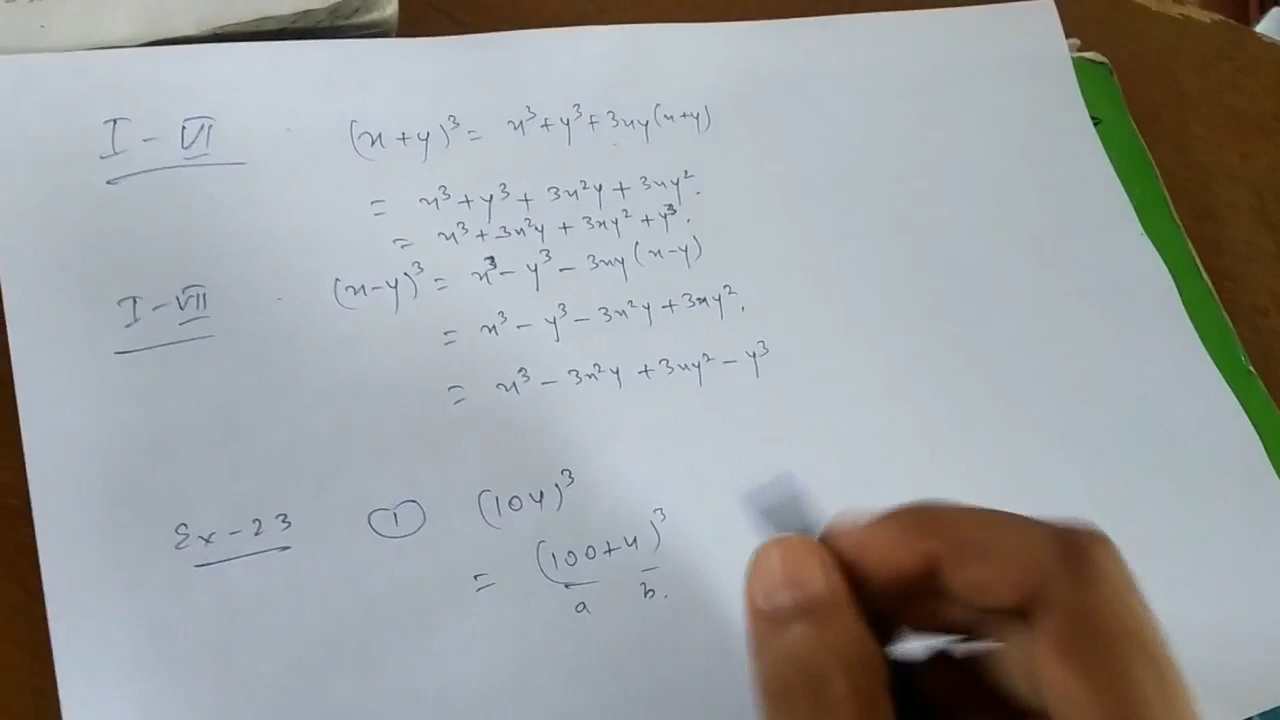 I - VI (x+y)³ = x³+y³+3xy(x+y)
= x³+y³+3x²y+3xy².
= x³+3x²y+3xy²+y³.
I-VII (x-y)³ = x³-y³-3xy(x-y)
= x³-y³-3x²y+3xy².
= x³-3x²y+3xy²-y³
Ex-23 ① (104)³
= (100+4)³
a b.